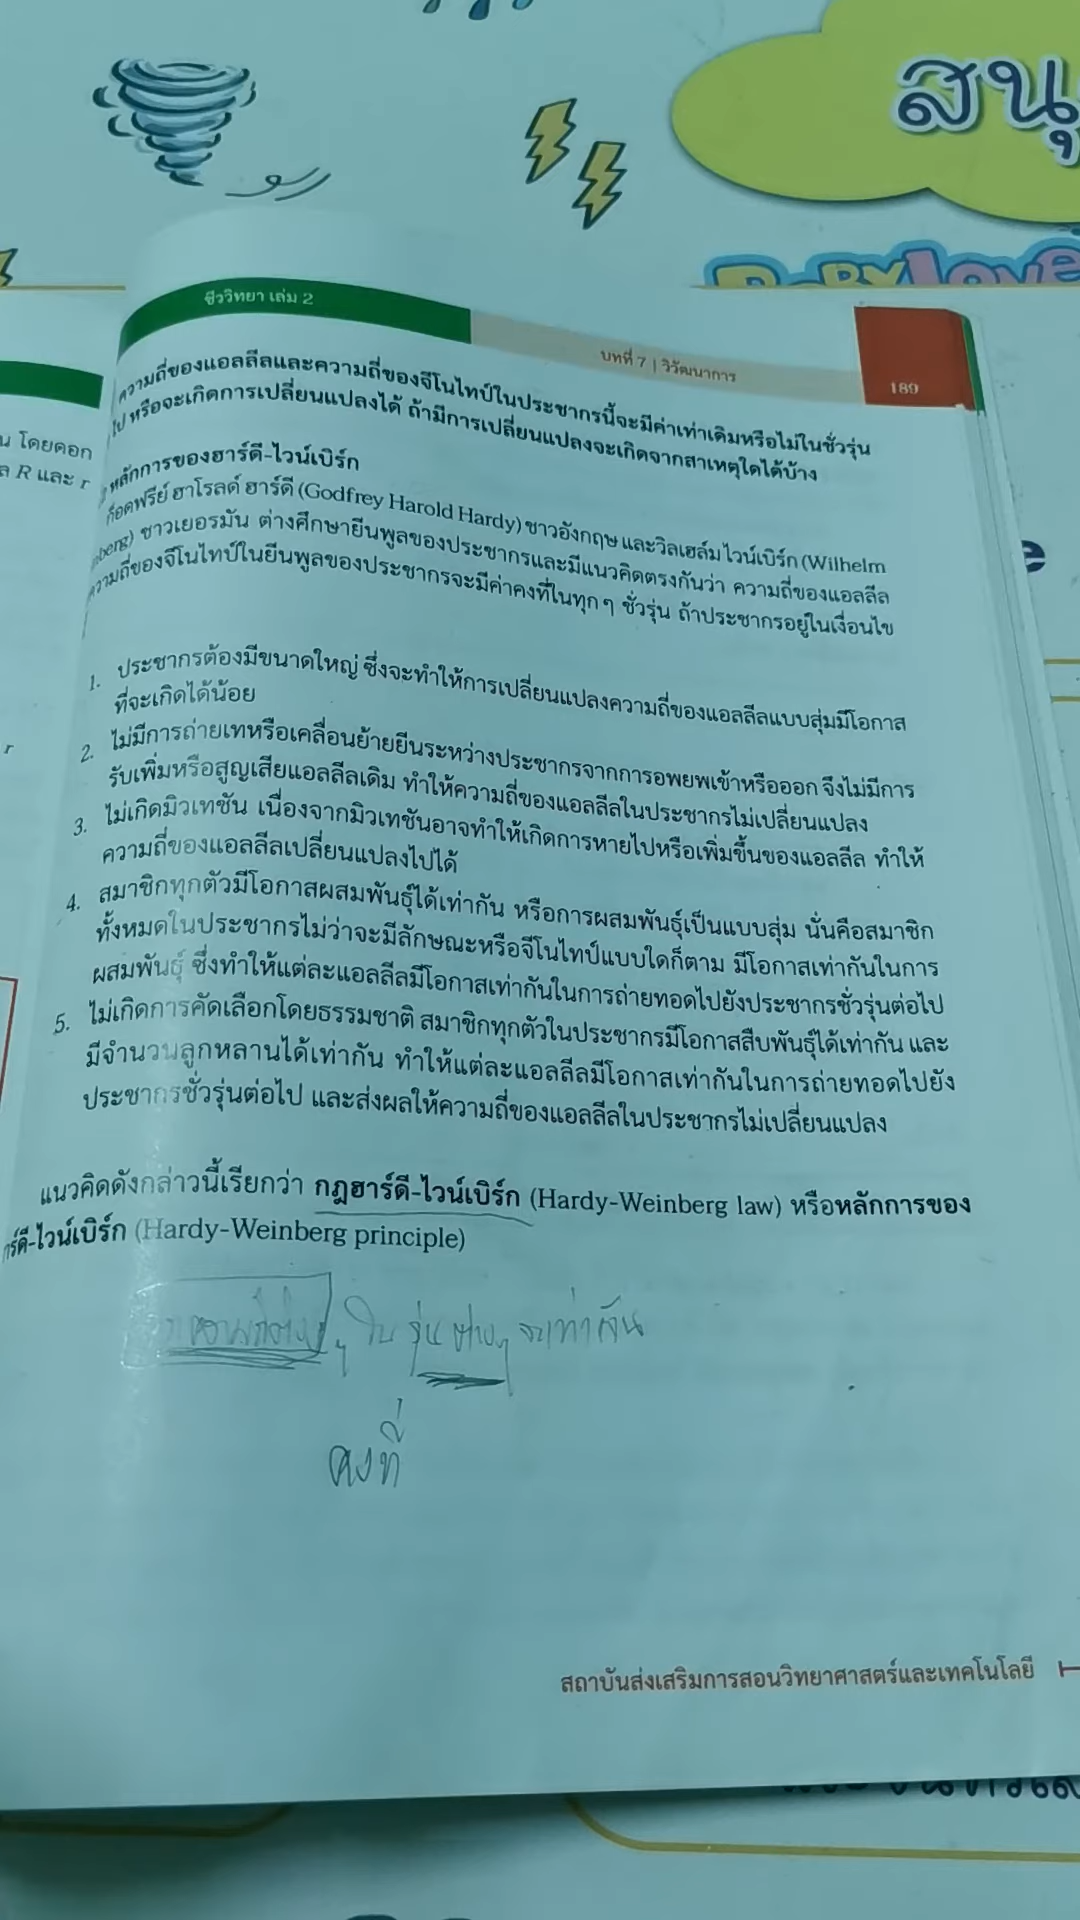 สนุ
BaBY love
e
ชีววิทยา เล่ม 2
บทที่ 7 | วิวัฒนาการ
189
น โดยดอก
ล R และ r
r
ความถี่ของแอลลีลและความถี่ของจีโนไทป์ในประชากรนี้จะมีค่าเท่าเดิมหรือไม่ในชั่วรุ่น
ไป หรือจะเกิดการเปลี่ยนแปลงได้ ถ้ามีการเปลี่ยนแปลงจะเกิดจากสาเหตุใดได้บ้าง
หลักการของฮาร์ดี-ไวน์เบิร์ก
ก็อดฟรีย์ ฮาโรลด์ ฮาร์ดี (Godfrey Harold Hardy) ชาวอังกฤษ และวิลเฮล์ม ไวน์เบิร์ก (Wilhelm
nberg) ชาวเยอรมัน ต่างศึกษายีนพูลของประชากรและมีแนวคิดตรงกันว่า ความถี่ของแอลลีล
ความถี่ของจีโนไทป์ในยีนพูลของประชากรจะมีค่าคงที่ในทุก ๆ ชั่วรุ่น ถ้าประชากรอยู่ในเงื่อนไข
1. ประชากรต้องมีขนาดใหญ่ ซึ่งจะทำให้การเปลี่ยนแปลงความถี่ของแอลลีลแบบสุ่มมีโอกาส
ที่จะเกิดได้น้อย
2. ไม่มีการถ่ายเทหรือเคลื่อนย้ายยีนระหว่างประชากรจากการอพยพเข้าหรือออก จึงไม่มีการ
รับเพิ่มหรือสูญเสียแอลลีลเดิม ทำให้ความถี่ของแอลลีลในประชากรไม่เปลี่ยนแปลง
3. ไม่เกิดมิวเทชัน เนื่องจากมิวเทชันอาจทำให้เกิดการหายไปหรือเพิ่มขึ้นของแอลลีล ทำให้
ความถี่ของแอลลีลเปลี่ยนแปลงไปได้
4. สมาชิกทุกตัวมีโอกาสผสมพันธุ์ได้เท่ากัน หรือการผสมพันธุ์เป็นแบบสุ่ม นั่นคือสมาชิก
ทั้งหมดในประชากรไม่ว่าจะมีลักษณะหรือจีโนไทป์แบบใดก็ตาม มีโอกาสเท่ากันในการ
ผสมพันธุ์ ซึ่งทำให้แต่ละแอลลีลมีโอกาสเท่ากันในการถ่ายทอดไปยังประชากรชั่วรุ่นต่อไป
5. ไม่เกิดการคัดเลือกโดยธรรมชาติ สมาชิกทุกตัวในประชากรมีโอกาสสืบพันธุ์ได้เท่ากัน และ
มีจำนวนลูกหลานได้เท่ากัน ทำให้แต่ละแอลลีลมีโอกาสเท่ากันในการถ่ายทอดไปยัง
ประชากรชั่วรุ่นต่อไป และส่งผลให้ความถี่ของแอลลีลในประชากรไม่เปลี่ยนแปลง
แนวคิดดังกล่าวนี้เรียกว่า กฎฮาร์ดี-ไวน์เบิร์ก (Hardy-Weinberg law) หรือหลักการของ
าร์ดี-ไวน์เบิร์ก (Hardy-Weinberg principle)
ใน รุ่น ต่างๆ จะเท่ากัน
คงที่
สถาบันส่งเสริมการสอนวิทยาศาสตร์และเทคโนโลยี